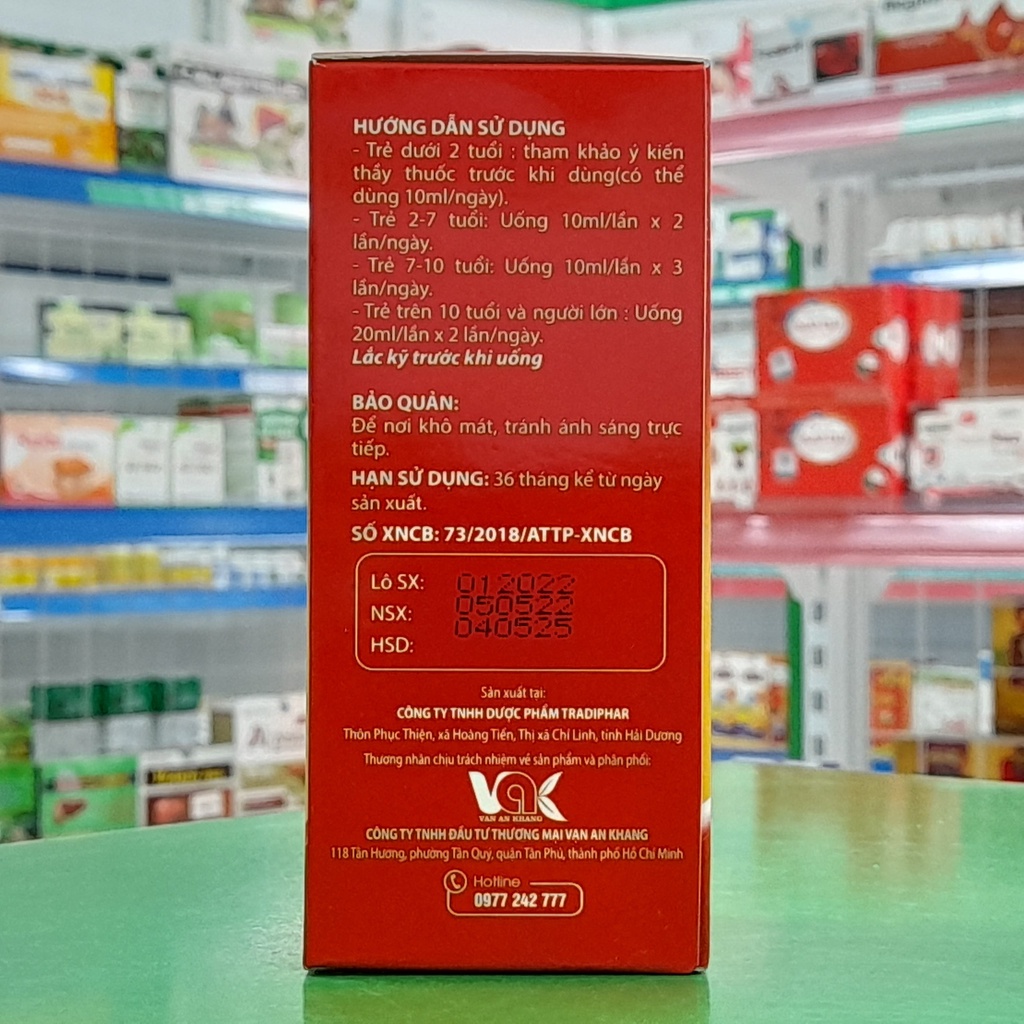 HƯỚNG DẪN SỬ DỤNG
- Trẻ dưới 2 tuổi : tham khảo ý kiến
thầy thuốc trước khi dùng(có thể
dùng 10ml/ngày).
- Trẻ 2-7 tuổi: Uống 10ml/lần x 2
lần/ngày.
- Trẻ 7-10 tuổi: Uống 10ml/lần x 3
lần/ngày.
- Trẻ trên 10 tuổi và người lớn : Uống
20ml/lần x 2 lần/ngày.
Lắc kỹ trước khi uống
BẢO QUẢN:
Để nơi khô mát, tránh ánh sáng trực
tiếp.
HẠN SỬ DỤNG: 36 tháng kể từ ngày
sản xuất.
SỐ XNCB: 73/2018/ATTP-XNCB
Lô SX: 012022
NSX: 050522
HSD: 040525
Sản xuất tại:
CÔNG TY TNHH DƯỢC PHẨM TRADIPHAR
Thôn Phục Thiện, xã Hoàng Tiến, Thị xã Chí Linh, tỉnh Hải Dương
Thương nhân chịu trách nhiệm về sản phẩm và phân phối:
VAK
VAN AN KHANG
CÔNG TY TNHH ĐẦU TƯ THƯƠNG MẠI VẠN AN KHANG
118 Tân Hương, phường Tân Quý, quận Tân Phú, thành phố Hồ Chí Minh
Hotline
0977 242 777